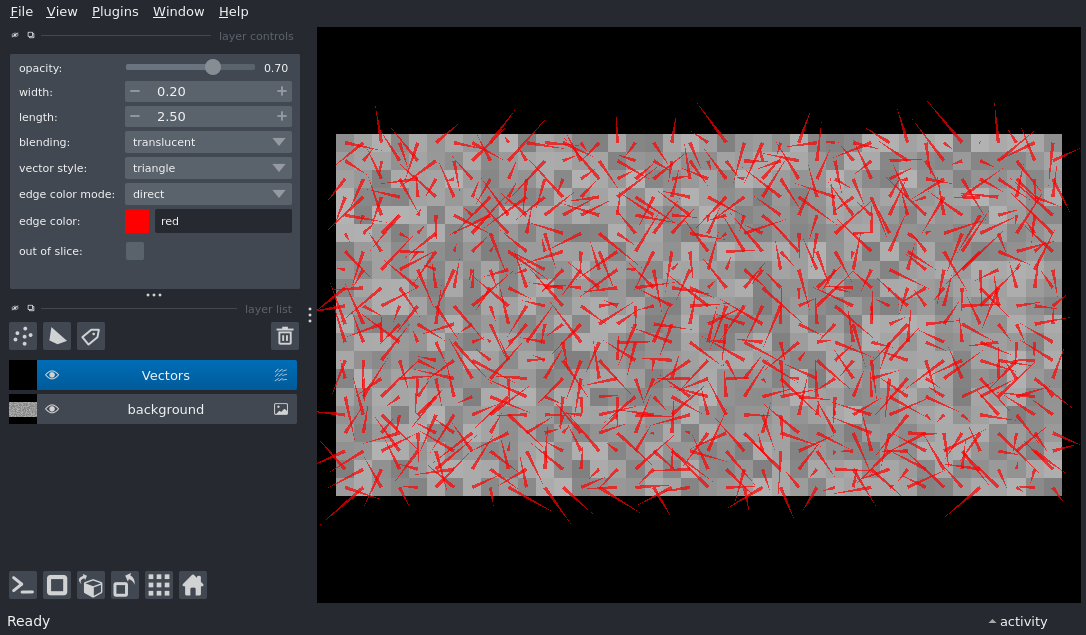 File View Plugins Window Help
layer controls
opacity: 0.70
width: − 0.20 +
length: − 2.50 +
blending: translucent
vector style: triangle
edge color mode: direct
edge color: red
out of slice:
layer list
Vectors
background
Ready
activity